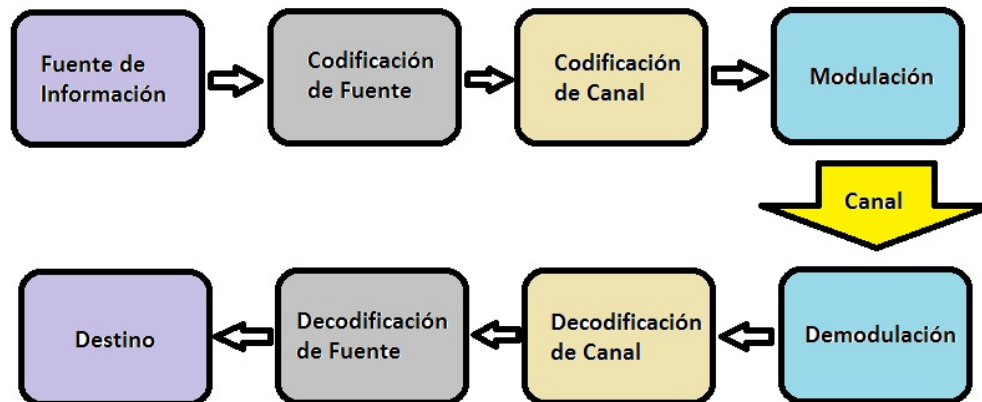 Fuente de
Información
Codificación
de Fuente
Codificación
de Canal
Modulación
Canal
Destino
Decodificación
de Fuente
Decodificación
de Canal
Demodulación